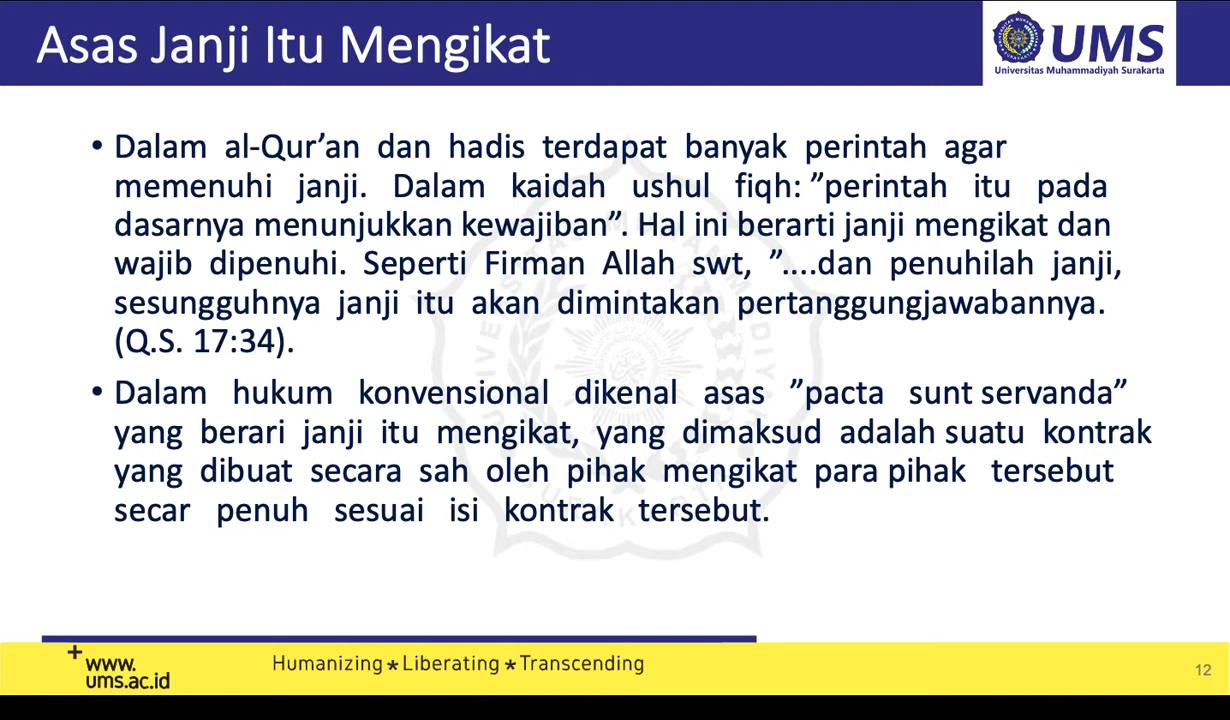 Asas Janji Itu Mengikat
UMS
Universitas Muhammadiyah Surakarta
• Dalam al-Qur’an dan hadis terdapat banyak perintah agar
memenuhi janji. Dalam kaidah ushul fiqh: ”perintah itu pada
dasarnya menunjukkan kewajiban”. Hal ini berarti janji mengikat dan
wajib dipenuhi. Seperti Firman Allah swt, ”....dan penuhilah janji,
sesungguhnya janji itu akan dimintakan pertanggungjawabannya.
(Q.S. 17:34).
• Dalam hukum konvensional dikenal asas ”pacta sunt servanda”
yang berari janji itu mengikat, yang dimaksud adalah suatu kontrak
yang dibuat secara sah oleh pihak mengikat para pihak tersebut
secar penuh sesuai isi kontrak tersebut.
+
www.
ums.ac.id
Humanizing ★ Liberating ★ Transcending
12